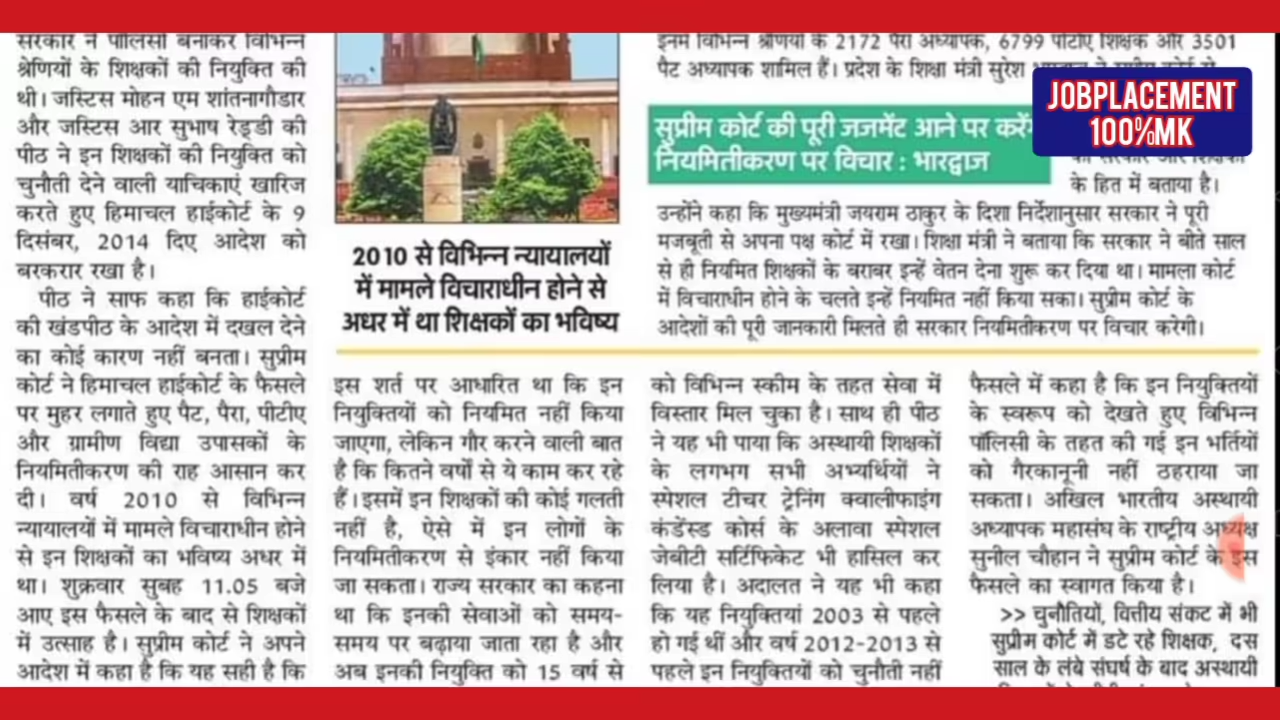 सरकार ने पॉलिसी बनाकर विभिन्न
श्रेणियों के शिक्षकों की नियुक्ति की
थी। जस्टिस मोहन एम शांतनागौडार
और जस्टिस आर सुभाष रेड्डी की
पीठ ने इन शिक्षकों की नियुक्ति को
चुनौती देने वाली याचिकाएं खारिज
करते हुए हिमाचल हाईकोर्ट के 9
दिसंबर, 2014 दिए आदेश को
बरकरार रखा है।
पीठ ने साफ कहा कि हाईकोर्ट
की खंडपीठ के आदेश में दखल देने
का कोई कारण नहीं बनता। सुप्रीम
कोर्ट ने हिमाचल हाईकोर्ट के फैसले
पर मुहर लगाते हुए पैट, पैरा, पीटीए
और ग्रामीण विद्या उपासकों के
नियमितीकरण की राह आसान कर
दी। वर्ष 2010 से विभिन्न
न्यायालयों में मामले विचाराधीन होने
से इन शिक्षकों का भविष्य अधर में
था। शुक्रवार सुबह 11.05 बजे
आए इस फैसले के बाद से शिक्षकों
में उत्साह है। सुप्रीम कोर्ट ने अपने
आदेश में कहा है कि यह सही है कि
2010 से विभिन्न न्यायालयों
में मामले विचाराधीन होने से
अधर में था शिक्षकों का भविष्य
इनमें विभिन्न श्रेणियों के 2172 पैरा अध्यापक, 6799 पीटीए शिक्षक और 3501
पैट अध्यापक शामिल हैं। प्रदेश के शिक्षा मंत्री सुरेश
JOBPLACEMENT
100%MK
सुप्रीम कोर्ट की पूरी जजमेंट आने पर
नियमितीकरण पर विचार : भारद्वाज
के हित में बताया है।
उन्होंने कहा कि मुख्यमंत्री जयराम ठाकुर के दिशा निर्देशानुसार सरकार ने पूरी
मजबूती से अपना पक्ष कोर्ट में रखा। शिक्षा मंत्री ने बताया कि सरकार ने बीते साल
से ही नियमित शिक्षकों के बराबर इन्हें वेतन देना शुरू कर दिया था। मामला कोर्ट
में विचाराधीन होने के चलते इन्हें नियमित नहीं किया सका। सुप्रीम कोर्ट के
आदेशों की पूरी जानकारी मिलते ही सरकार नियमितीकरण पर विचार करेगी।
इस शर्त पर आधारित था कि इन
नियुक्तियों को नियमित नहीं किया
जाएगा, लेकिन गौर करने वाली बात
है कि कितने वर्षों से ये काम कर रहे
हैं। इसमें इन शिक्षकों की कोई गलती
नहीं है, ऐसे में इन लोगों के
नियमितीकरण से इंकार नहीं किया
जा सकता। राज्य सरकार का कहना
था कि इनकी सेवाओं को समय-
समय पर बढ़ाया जाता रहा है और
अब इनकी नियुक्ति को 15 वर्ष से
को विभिन्न स्कीम के तहत सेवा में
विस्तार मिल चुका है। साथ ही पीठ
ने यह भी पाया कि अस्थायी शिक्षकों
के लगभग सभी अभ्यर्थियों ने
स्पेशल टीचर ट्रेनिंग क्वालीफाइंग
कंडेंस्ड कोर्स के अलावा स्पेशल
जेबीटी सर्टिफिकेट भी हासिल कर
लिया है। अदालत ने यह भी कहा
कि यह नियुक्तियां 2003 से पहले
हो गई थीं और वर्ष 2012-2013 से
पहले इन नियुक्तियों को चुनौती नहीं
फैसले में कहा है कि इन नियुक्तियों
के स्वरूप को देखते हुए विभिन्न
पॉलिसी के तहत की गई इन भर्तियों
को गैरकानूनी नहीं ठहराया जा
सकता। अखिल भारतीय अस्थायी
अध्यापक महासंघ के राष्ट्रीय अध्यक्ष
सुनील चौहान ने सुप्रीम कोर्ट के इस
फैसले का स्वागत किया है।
>> चुनौतियों, वित्तीय संकट में भी
सुप्रीम कोर्ट में डटे रहे शिक्षक, दस
साल के लंबे संघर्ष के बाद अस्थायी